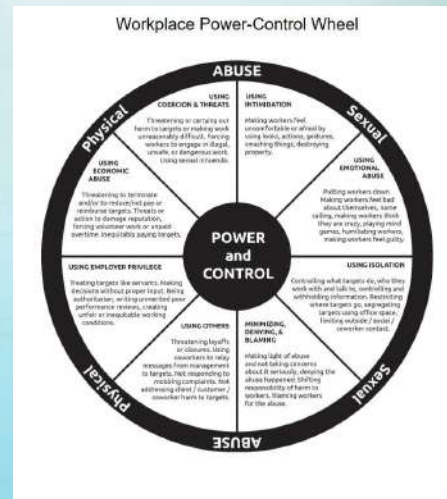 Workplace Power-Control Wheel
ABUSE
Physical
Sexual
USING
COERCION & THREATS
Threatening or carrying out
harm to targets or making work
unreasonably difficult, forcing
workers to engage in illegal,
unsafe, or dangerous work.
Using sexual innuendo.
USING
INTIMIDATION
Making workers feel
uncomfortable or afraid by
using looks, actions, gestures,
smashing things, destroying
property.
USING
ECONOMIC
ABUSE
Threatening to terminate
and/or to reduce/not pay or
reimburse targets. Threats or
action to damage reputation,
forcing volunteer work or unpaid
overtime. Inequitably paying targets.
USING
EMOTIONAL
ABUSE
Putting workers down.
Making workers feel bad
about themselves, name
calling, making workers think
they are crazy, playing mind
games, humiliating workers,
making workers feel guilty.
POWER
and
CONTROL
USING EMPLOYER PRIVILEGE
Treating targets like servants. Making
decisions without proper input. Being
authoritarian, writing unmerited poor
performance reviews, creating
unfair or inequitable working
conditions.
USING ISOLATION
Controlling what targets do, who they
work with and talk to, controlling and
withholding information. Restricting
where targets go, segregating
targets using office space,
limiting outside / social /
coworker contact.
USING OTHERS
Threatening layoffs
or closures. Using
coworkers to relay
messages from management
to targets. Not responding to
mobbing complaints. Not
addressing client / customer /
coworker harm to targets.
MINIMIZING,
DENYING, &
BLAMING
Making light of abuse
and not taking concerns
about it seriously, denying the
abuse happened. Shifting
responsibility of harm to
workers. Blaming workers
for the abuse.
Physical
Sexual
ABUSE